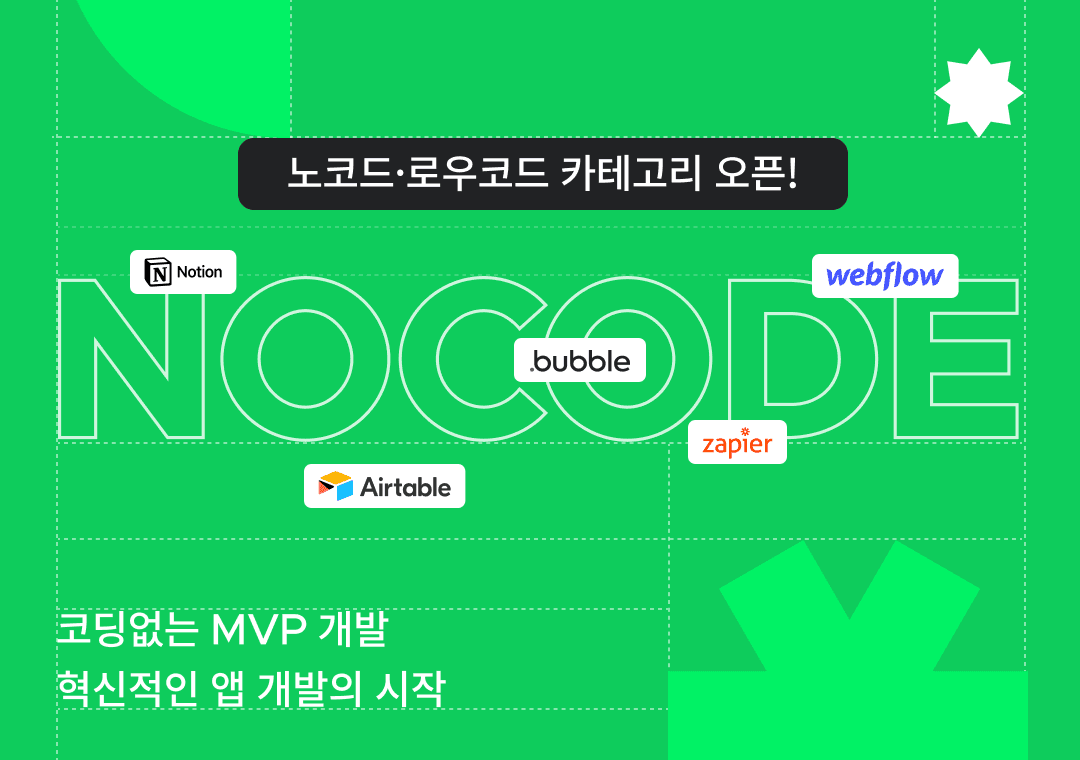 노코드·로우코드 카테고리 오픈!
Notion
webflow
NOCODE
.bubble
zapier
Airtable
코딩없는 MVP 개발
혁신적인 앱 개발의 시작